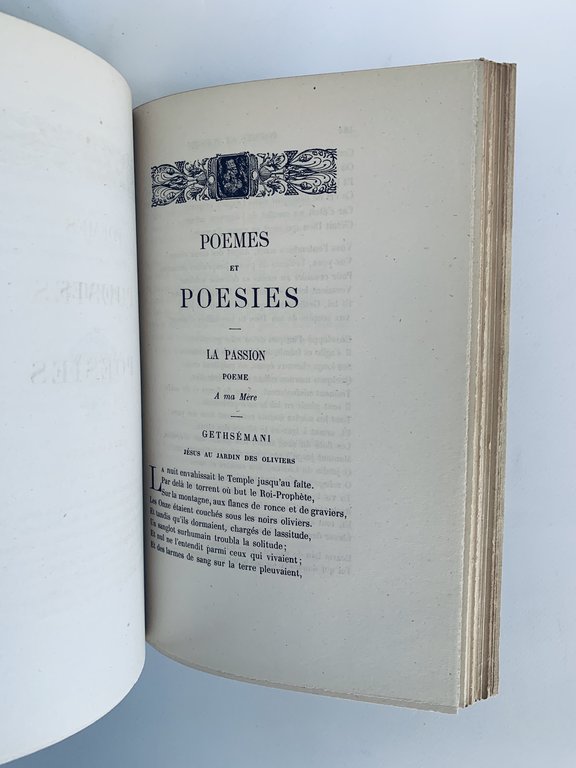 POEMES
ET
POESIES
LA PASSION
POEME
A ma Mère
GETHSÉMANI
JÉSUS AU JARDIN DES OLIVIERS
LA nuit envahissait le Temple jusqu'au faîte.
Par delà le torrent où but le Roi-Prophète,
Sur la montagne, aux flancs de ronce et de graviers,
Les Onze étaient couchés sous les noirs oliviers.
Et tandis qu'ils dormaient, chargés de lassitude,
Un sanglot surhumain troubla la solitude;
Et nul ne l'entendit parmi ceux qui vivaient;
Et des larmes de sang sur la terre pleuvaient,